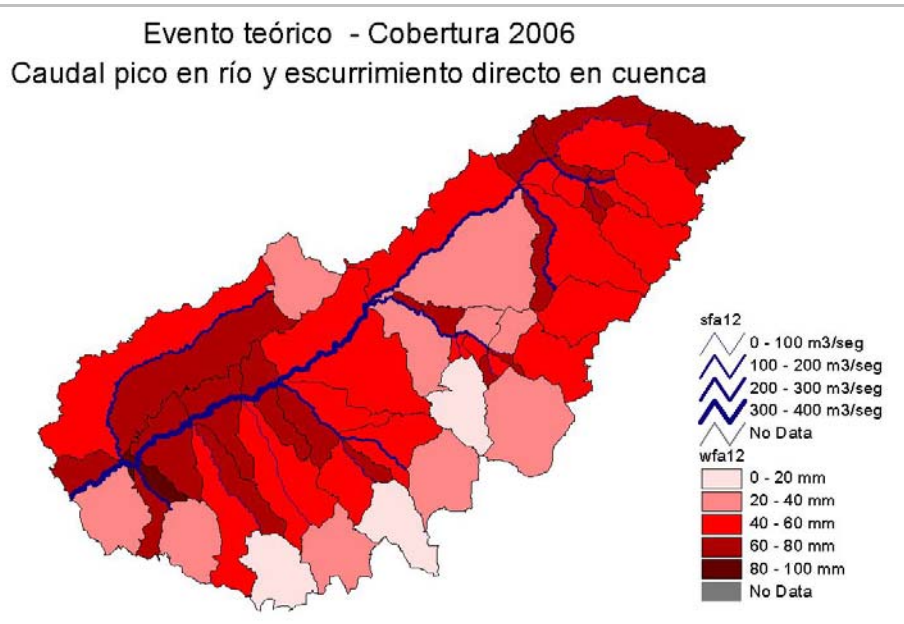 Evento teórico - Cobertura 2006
Caudal pico en río y escurrimiento directo en cuenca
sfa12
0 - 100 m3/seg
100 - 200 m3/seg
200 - 300 m3/seg
300 - 400 m3/seg
No Data
wfa12
0 - 20 mm
20 - 40 mm
40 - 60 mm
60 - 80 mm
80 - 100 mm
No Data